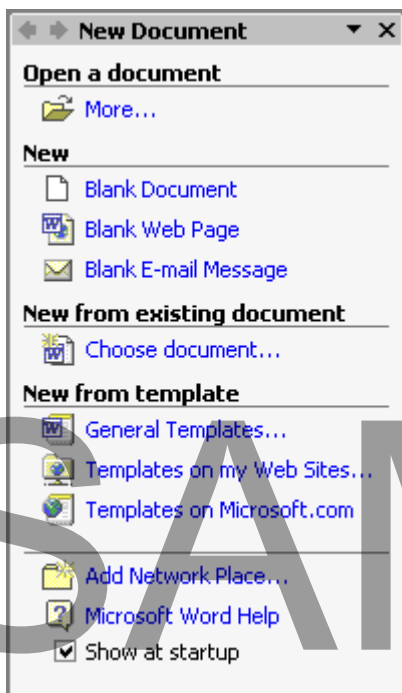 New Document
Open a document
More...
New
Blank Document
Blank Web Page
Blank E-mail Message
New from existing document
Choose document...
New from template
General Templates...
Templates on my Web Sites...
Templates on Microsoft.com
SAM
Add Network Place...
Microsoft Word Help
Show at startup